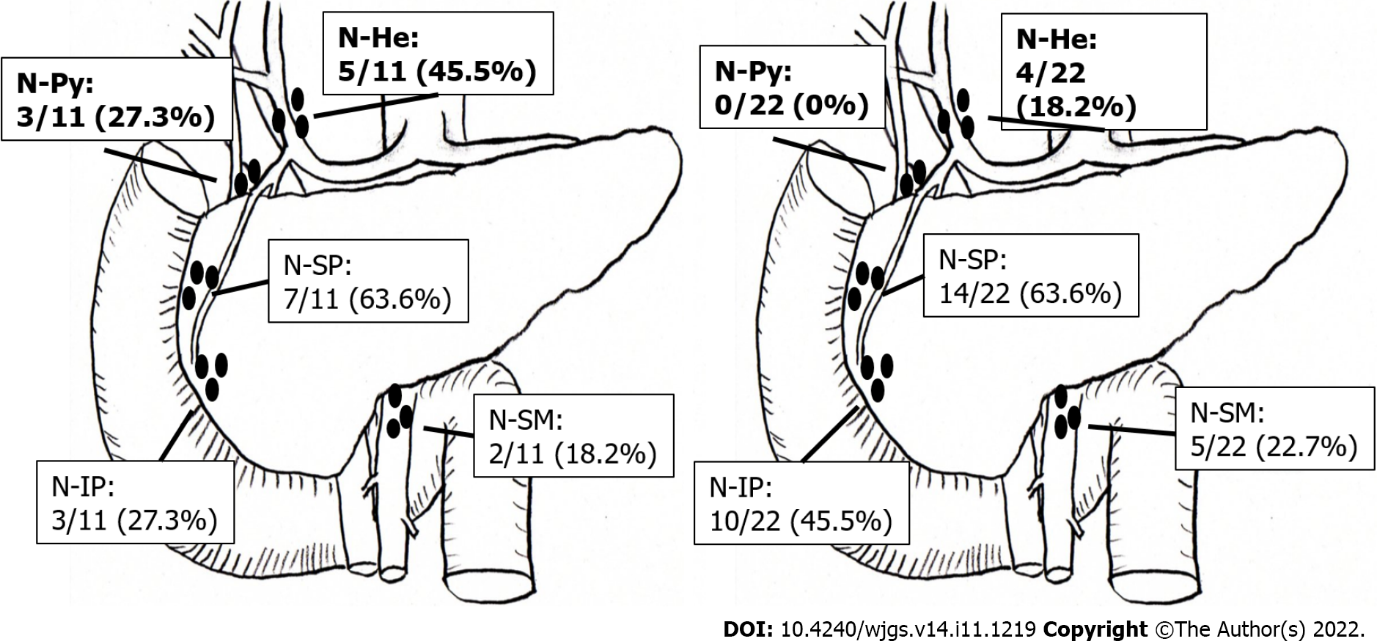 N-He:
5/11 (45.5%)
N-Py:
3/11 (27.3%)
N-SP:
7/11 (63.6%)
N-SM:
2/11 (18.2%)
N-IP:
3/11 (27.3%)
N-He:
4/22
(18.2%)
N-Py:
0/22 (0%)
N-SP:
14/22 (63.6%)
N-SM:
5/22 (22.7%)
N-IP:
10/22 (45.5%)
DOI: 10.4240/wjgs.v14.i11.1219 Copyright ©The Author(s) 2022.